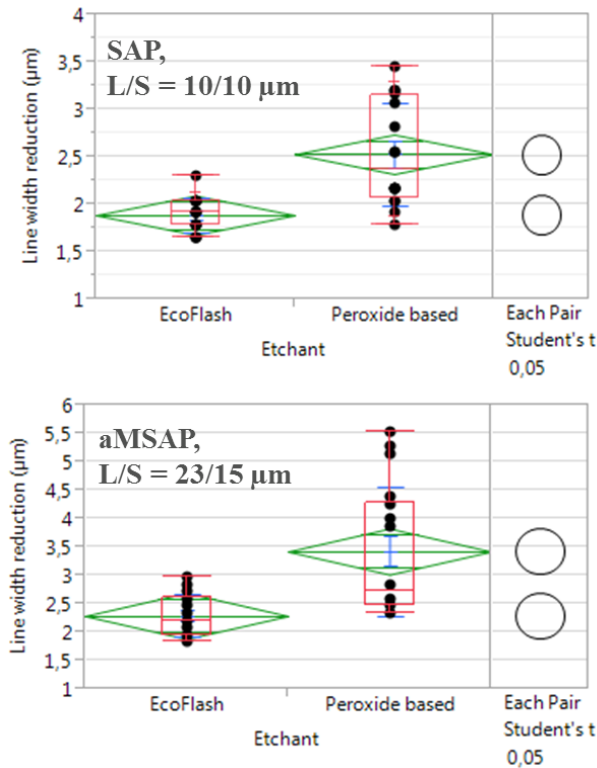 SAP,
L/S = 10/10 µm
Line width reduction (µm)
4
3,5
3
2,5
2
1,5
1
EcoFlash
Peroxide based
Etchant
Each Pair
Student's t
0,05
aMSAP,
L/S = 23/15 µm
Line width reduction (µm)
6
5,5
5
4,5
4
3,5
3
2,5
2
1,5
1
EcoFlash
Peroxide based
Etchant
Each Pair
Student's t
0,05